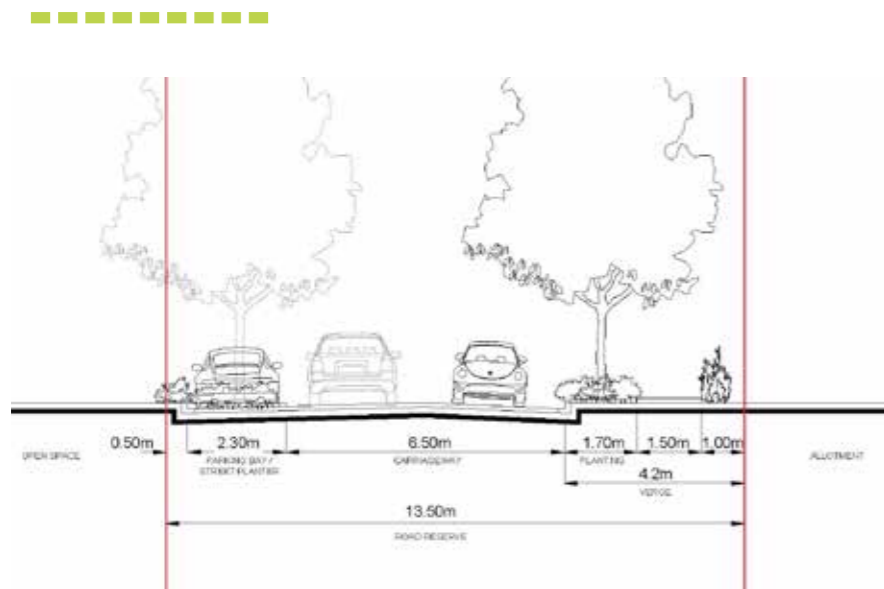 0.50m 2.30m 6.50m 1.70m 1.50m 1.00m
OPEN SPACE PARKING BAY / CARRIAGEWAY PLANTING ALLOTMENT
STREET PLANTER
4.2m
VERGE
13.50m
ROAD RESERVE